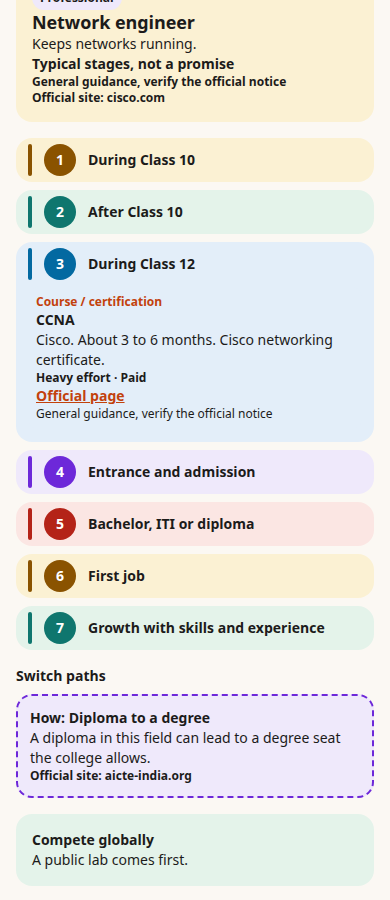 Professional
Network engineer
Keeps networks running.
Typical stages, not a promise
General guidance, verify the official notice
Official site: cisco.com
1 During Class 10
2 After Class 10
3 During Class 12
Course / certification
CCNA
Cisco. About 3 to 6 months. Cisco networking
certificate.
Heavy effort · Paid
Official page
General guidance, verify the official notice
4 Entrance and admission
5 Bachelor, ITI or diploma
6 First job
7 Growth with skills and experience
Switch paths
How: Diploma to a degree
A diploma in this field can lead to a degree seat
the college allows.
Official site: aicte-india.org
Compete globally
A public lab comes first.